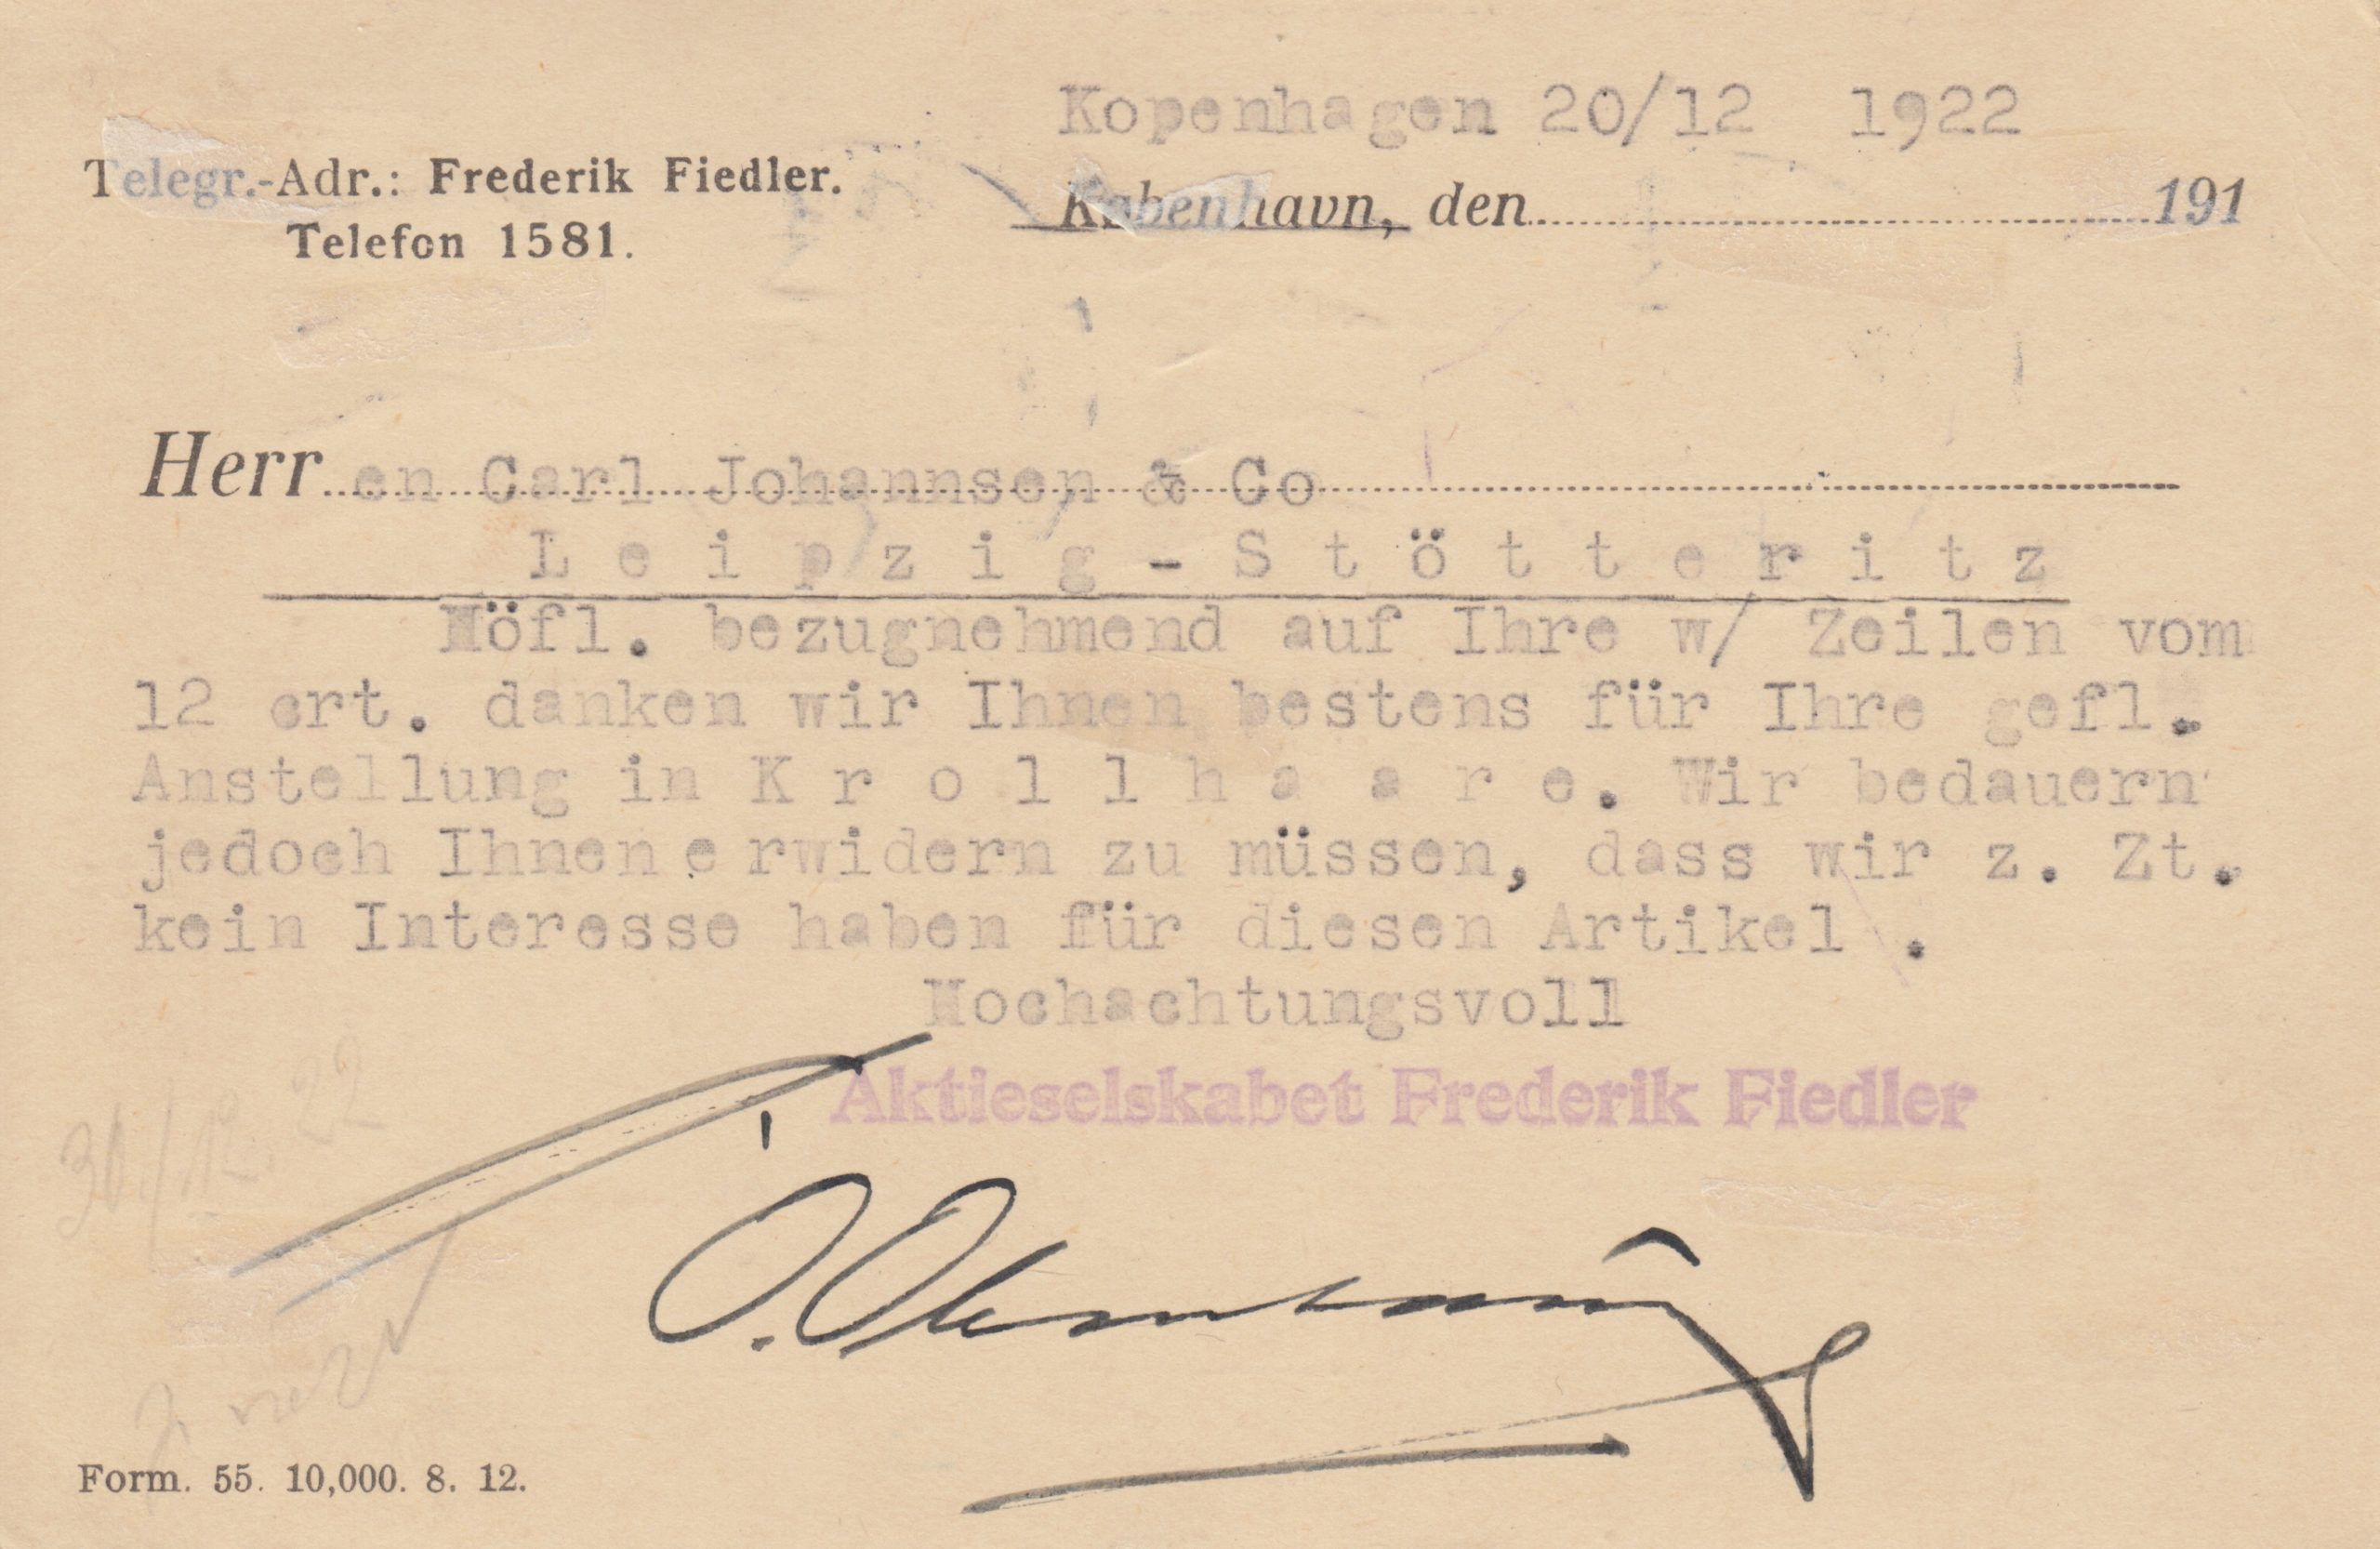 Kopenhagen 20/12 1922
Telegr.-Adr.: Frederik Fiedler.
København, den 191
Telefon 1581.
Herr en Carl Johannsen & Co
L e i p z i g - S t ö t t e r i t z
Höfl. bezugnehmend auf Ihre w/ Zeilen vom
12 crt. danken wir Ihnen bestens für Ihre gefl.
Anstellung in K r o l l h a a r e. Wir bedauern
jedoch Ihnen erwidern zu müssen, dass wir z. Zt.
kein Interesse haben für diesen Artikel .
Hochachtungsvoll
Aktieselskabet Frederik Fiedler
30/12. 22
Form. 55. 10,000. 8. 12.